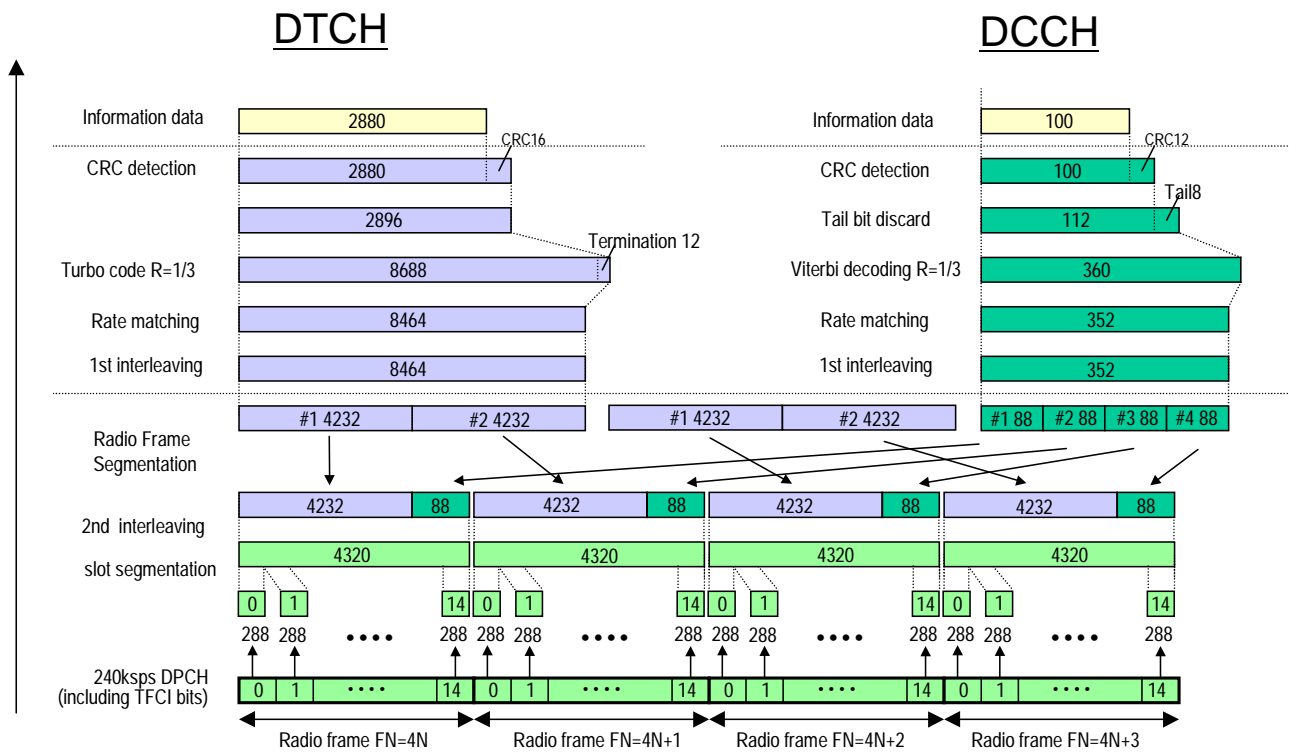 DTCH DCCH
Information data 2880 Information data 100
CRC16 CRC12
CRC detection 2880 CRC detection 100
Tail8
2896 Tail bit discard 112
Termination 12
Turbo code R=1/3 8688 Viterbi decoding R=1/3 360
Rate matching 8464 Rate matching 352
1st interleaving 8464 1st interleaving 352
#1 4232 #2 4232 #1 4232 #2 4232 #1 88 #2 88 #3 88 #4 88
Radio Frame
Segmentation
4232 88 4232 88 4232 88 4232 88
2nd interleaving
4320 4320 4320 4320
slot segmentation
0 1 14 0 1 14 0 1 14 0 1 14
288 288 •••• 288 288 288 •••• 288 288 288 •••• 288 288 288 •••• 288
240ksps DPCH
(including TFCI bits)
0 1 •••• 14 0 1 •••• 14 0 1 •••• 14 0 1 •••• 14
Radio frame FN=4N Radio frame FN=4N+1 Radio frame FN=4N+2 Radio frame FN=4N+3